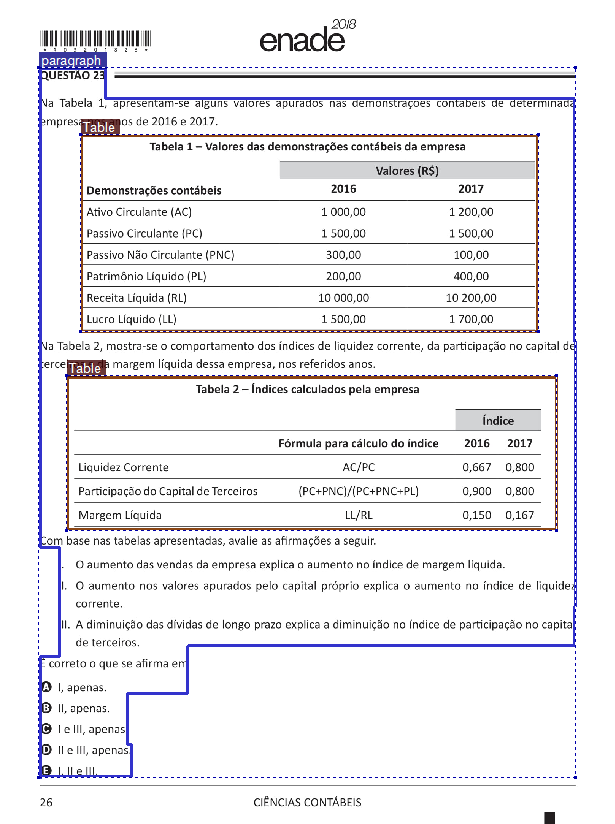 enade 2018
*R0320182B*
paragraph
QUESTÃO 23
Na Tabela 1, apresentam-se alguns valores apurados nas demonstrações contábeis de determinada
empresa nos anos de 2016 e 2017.
Table
Tabela 1 – Valores das demonstrações contábeis da empresa
Valores (R$)
Demonstrações contábeis 2016 2017
Ativo Circulante (AC) 1 000,00 1 200,00
Passivo Circulante (PC) 1 500,00 1 500,00
Passivo Não Circulante (PNC) 300,00 100,00
Patrimônio Líquido (PL) 200,00 400,00
Receita Líquida (RL) 10 000,00 10 200,00
Lucro Líquido (LL) 1 500,00 1 700,00
Na Tabela 2, mostra-se o comportamento dos índices de liquidez corrente, da participação no capital de
margem líquida dessa empresa, nos referidos anos.
Table
Tabela 2 – Índices calculados pela empresa
Índice
Fórmula para cálculo do índice 2016 2017
Liquidez Corrente AC/PC 0,667 0,800
Participação do Capital de Terceiros (PC+PNC)/(PC+PNC+PL) 0,900 0,800
Margem Líquida LL/RL 0,150 0,167
Com base nas tabelas apresentadas, avalie as afirmações a seguir.
I. O aumento das vendas da empresa explica o aumento no índice de margem líquida.
II. O aumento nos valores apurados pelo capital próprio explica o aumento no índice de liquidez
corrente.
III. A diminuição das dívidas de longo prazo explica a diminuição no índice de participação no capital
de terceiros.
É correto o que se afirma em
A I, apenas.
B II, apenas.
C I e III, apenas.
D II e III, apenas.
E I, II e III.
26 CIÊNCIAS CONTÁBEIS